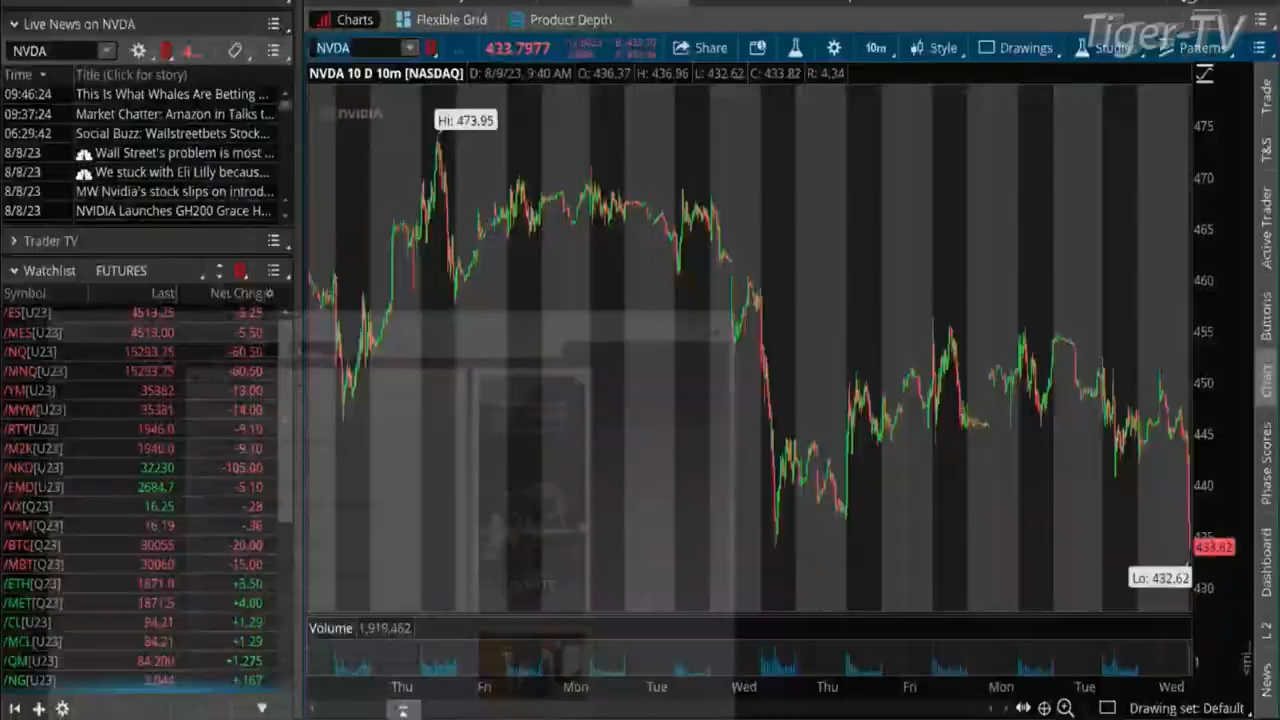 Live News on NVDA
NVDA
Time Title (Click for story)
09:46:24 This Is What Whales Are Betting ...
09:37:24 Market Chatter: Amazon in Talks t...
06:29:42 Social Buzz: Wallstreetbets Stock...
8/8/23 Wall Street's problem is most ...
8/8/23 We stuck with Eli Lilly becaus...
8/8/23 MW Nvidia's stock slips on introd...
8/8/23 NVIDIA Launches GH200 Grace H...
Trader TV
Watchlist FUTURES
Symbol Last Net Chng
/ES[U23] 4513.25 -5.25
/MES[U23] 4513.00 -5.50
/NQ[U23] 15293.75 -60.50
/MNQ[U23] 15293.75 -60.50
/YM[U23] 35382 -13.00
/MYM[U23] 35381 -14.00
/RTY[U23] 1946.0 -9.10
/M2K[U23] 1946.0 -9.10
/NKD[U23] 32230 -105.00
/EMD[U23] 2684.7 -5.10
/VX[Q23] 16.25 -.28
/VXM[Q23] 16.19 -.36
/BTC[Q23] 30055 -20.00
/MBT[Q23] 30060 -15.00
/ETH[Q23] 1871.0 +3.50
/MET[Q23] 1871.5 +4.00
/CL[U23] 84.21 +1.29
/MCL[U23] 84.21 +1.29
/QM[U23] 84.200 +1.275
/NG[U23] +.167
Charts Flexible Grid Product Depth
Tiger-TV
NVDA 433.7977 Share 10m Style Drawings Studies Patterns
NVDA 10 D 10m [NASDAQ] D: 8/9/23, 9:40 AM O: 436.37 H: 436.96 L: 432.62 C: 433.82 R: 4.34
NVIDIA
Hi: 473.95
475
470
465
460
455
450
445
440
433.82
Lo: 432.62
430
Volume 1,919,462
Thu Fri Mon Tue Wed Thu Fri Mon Tue Wed
Drawing set: Default
Trade
T&S
Active Trader
Buttons
Chart
Phase Scores
Dashboard
L 2
News